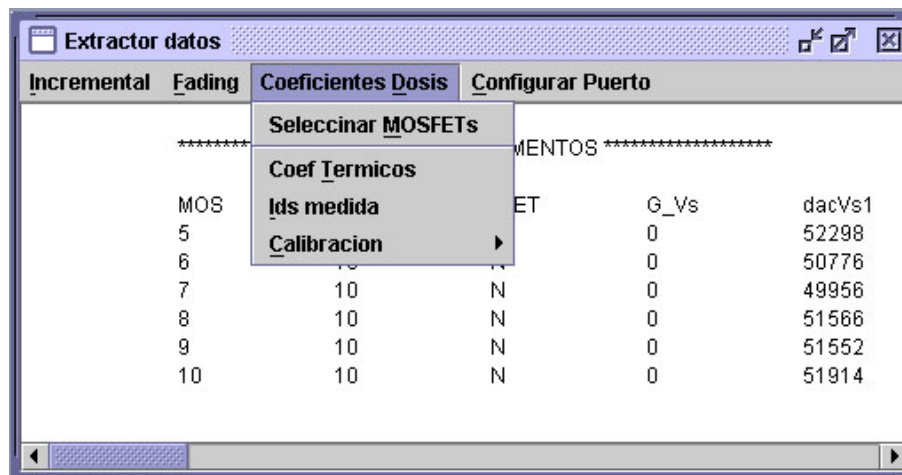 Extractor datos
Incremental Fading Coeficientes Dosis Configurar Puerto
Seleccinar MOSFETs
Coef Termicos
Ids medida
Calibracion
********* MENTOS *******************
MOS ET G_Vs dacVs1
5 0 52298
6 0 50776
7 10 N 0 49956
8 10 N 0 51566
9 10 N 0 51552
10 10 N 0 51914